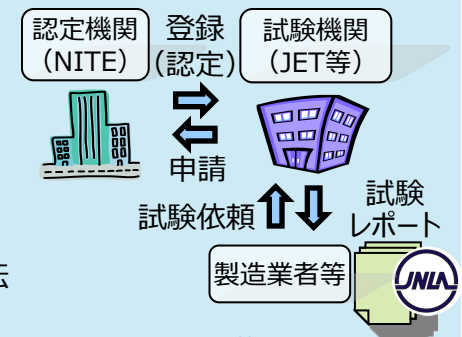 認定機関
（NITE）
登録
（認定）
試験機関
（JET等）
申請
試験依頼
試験
レポート
製造業者等
JNLA